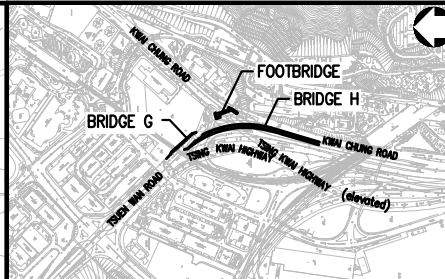 KWAI CHUNG ROAD
FOOTBRIDGE
BRIDGE H
BRIDGE G
KWAI CHUNG ROAD
TSING KWAI HIGHWAY
TSING KWAI HIGHWAY
(elevated)
TSUEN WAN ROAD